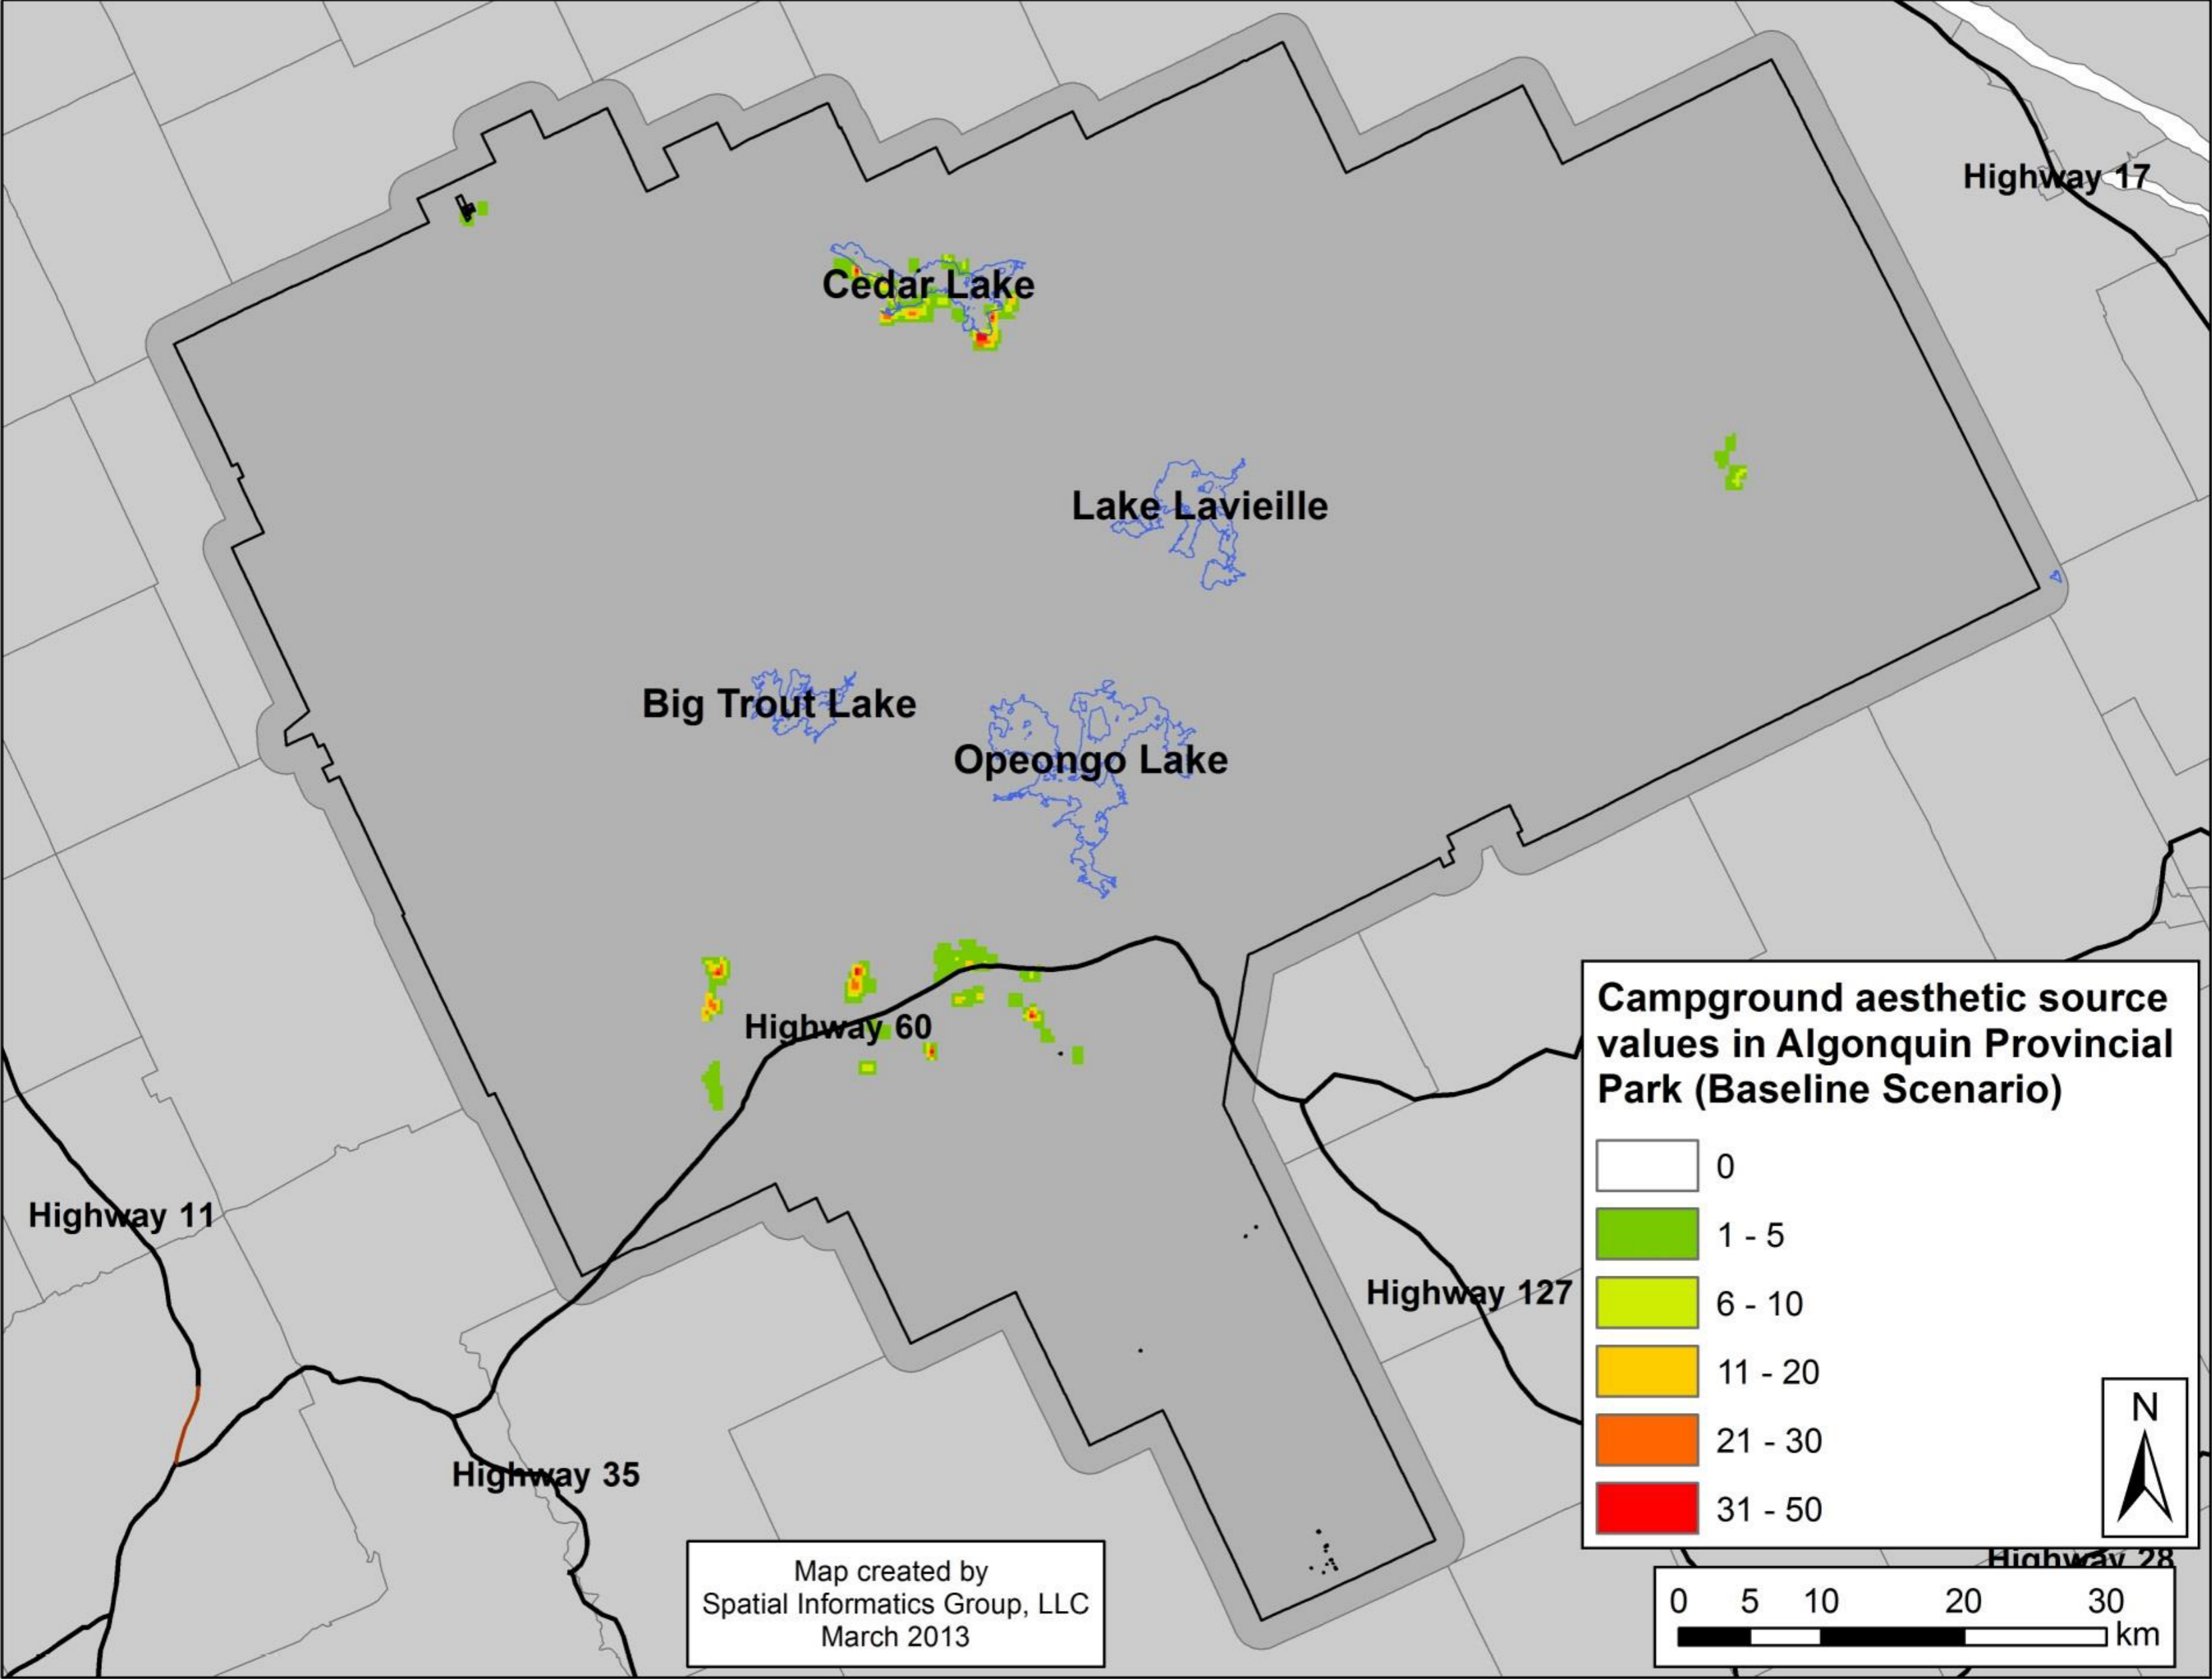 Highway 17
Cedar Lake
Lake Lavieille
Big Trout Lake
Opeongo Lake
Highway 60
Highway 11
Highway 127
Highway 35
Campground aesthetic source
values in Algonquin Provincial
Park (Baseline Scenario)
0
1 - 5
6 - 10
11 - 20
21 - 30
31 - 50
N
Highway 28
0 5 10 20 30
km
Map created by
Spatial Informatics Group, LLC
March 2013